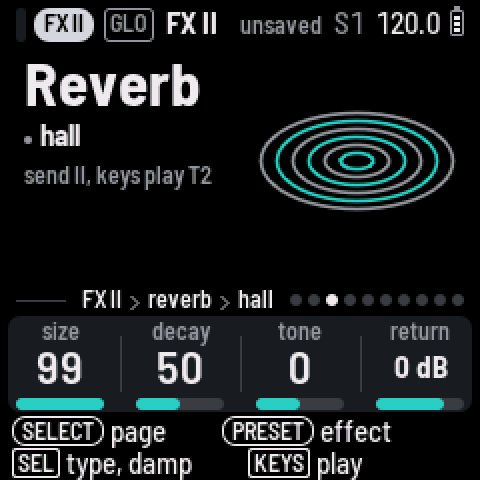 FX II GLO FX II unsaved S1 120.0
Reverb
• hall
send II, keys play T2
FX II > reverb > hall
size decay tone return
99 50 0 0 dB
SELECT page PRESET effect
SEL type, damp KEYS play